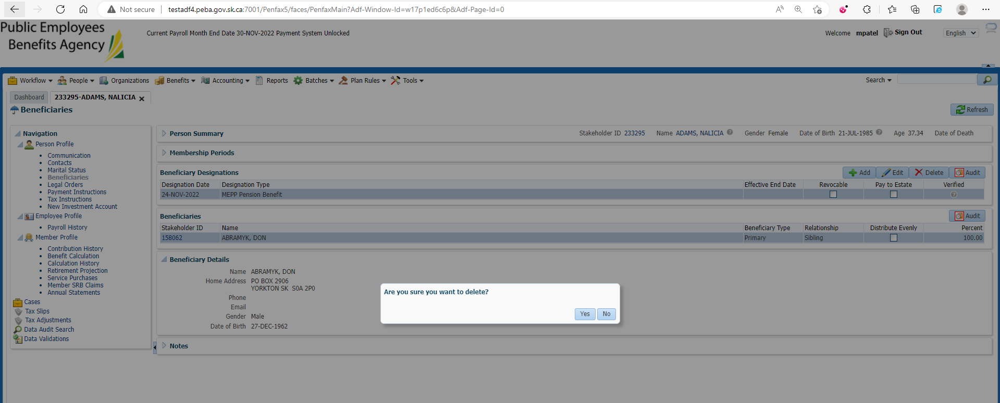 Not secure testadf4.peba.gov.sk.ca:7001/Penfax5/faces/PenfaxMain?Adf-Window-Id=w17p1ed6c6p&Adf-Page-Id=0
Public Employees
Benefits Agency
Current Payroll Month End Date 30-NOV-2022 Payment System Unlocked
Welcome mpatel Sign Out English
Workflow People Organizations Benefits Accounting Reports Batches Plan Rules Tools Search
Dashboard 233295-ADAMS, NALICIA
Beneficiaries
Refresh
Navigation
Person Profile
Communication
Contacts
Marital Status
Beneficiaries
Legal Orders
Payment Instructions
Tax Instructions
New Investment Account
Employee Profile
Payroll History
Member Profile
Contribution History
Benefit Calculation
Calculation History
Retirement Projection
Service Purchases
Member SRB Claims
Annual Statements
Cases
Tax Slips
Tax Adjustments
Data Audit Search
Data Validations
Person Summary Stakeholder ID 233295 Name ADAMS, NALICIA Gender Female Date of Birth 21-JUL-1985 Age 37.34 Date of Death
Membership Periods
Beneficiary Designations Add Edit Delete Audit
Designation Date Designation Type Effective End Date Revocable Pay to Estate Verified
24-NOV-2022 MEPP Pension Benefit
Beneficiaries Audit
Stakeholder ID Name Beneficiary Type Relationship Distribute Evenly Percent
158062 ABRAMYK, DON Primary Sibling 100.00
Beneficiary Details
Name ABRAMYK, DON
Home Address PO BOX 2906
YORKTON SK S0A 2P0
Phone
Email
Gender Male
Date of Birth 27-DEC-1962
Notes
Are you sure you want to delete?
Yes No